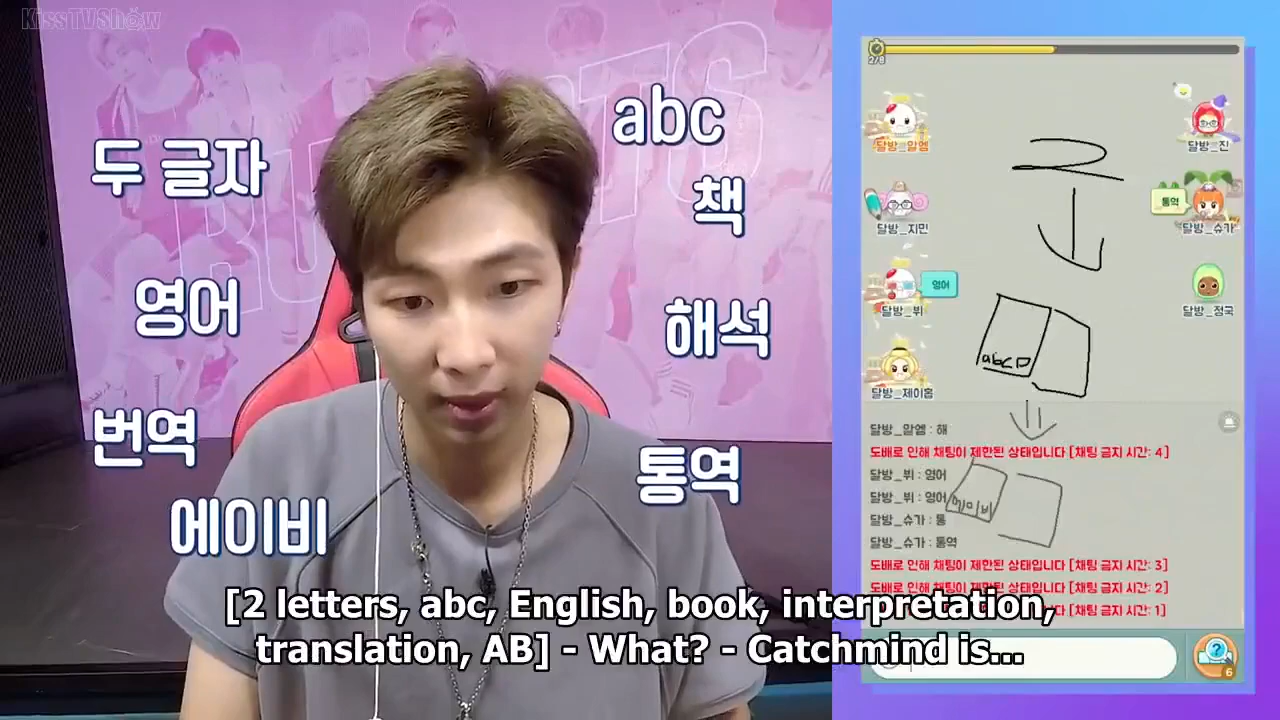 KissTVShow
두 글자
abc
책
영어
해석
번역
통역
에이비
[2 letters, abc, English, book, interpretation,
translation, AB] - What? - Catchmind is...
2/8
달방_알엠
달방_진
달방_지민
통역
달방_슈가
영어
달방_뷔
달방_정국
달방_제이홉
2
abcD
에이비
달방_알엠 : 해
도배로 인해 채팅이 제한된 상태입니다 [채팅 금지 시간: 4]
달방_뷔 : 영어
달방_뷔 : 영어
달방_슈가 : 통
달방_슈가 : 통역
도배로 인해 채팅이 제한된 상태입니다 [채팅 금지 시간: 3]
도배로 인해 채팅이 제한된 상태입니다 [채팅 금지 시간: 2]
[채팅 금지 시간: 1]
6